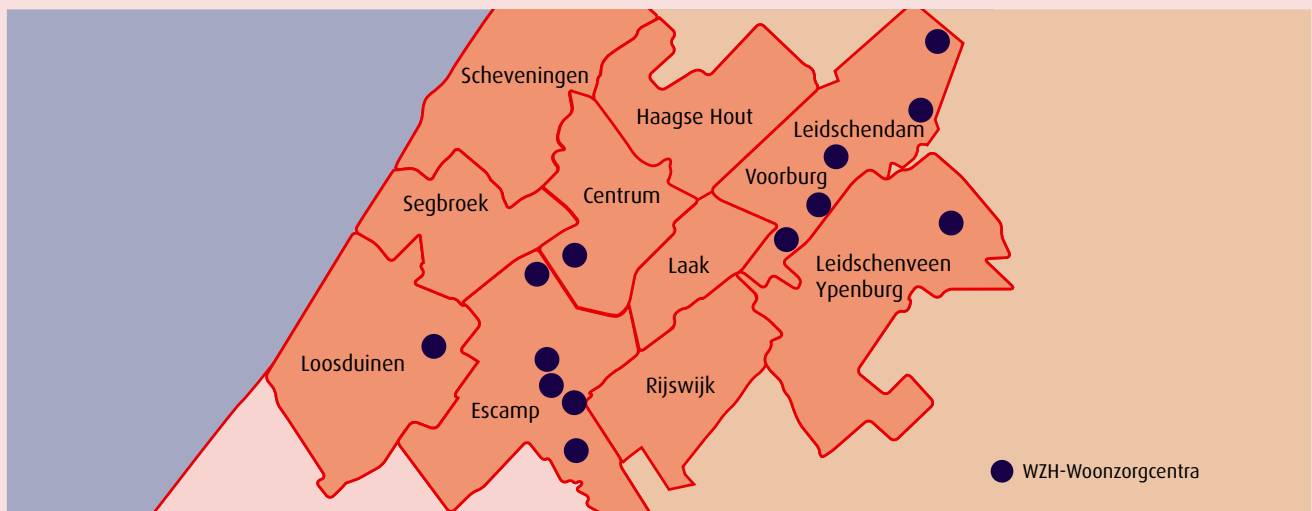 Scheveningen
Haagse Hout
Leidschendam
Voorburg
Segbroek
Centrum
Laak
Leidschenveen
Ypenburg
Loosduinen
Rijswijk
Escamp
WZH-Woonzorgcentra